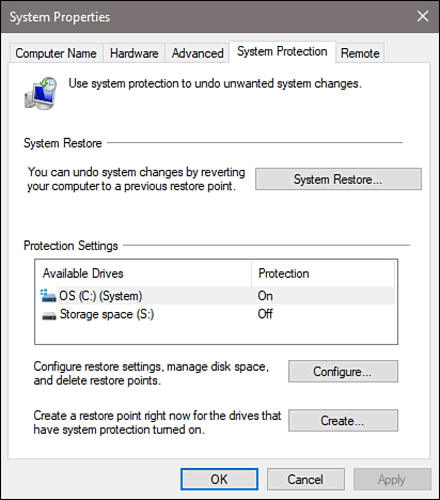 System Properties
Computer Name Hardware Advanced System Protection Remote
Use system protection to undo unwanted system changes.
System Restore
You can undo system changes by reverting
your computer to a previous restore point.
System Restore...
Protection Settings
Available Drives Protection
OS (C:) (System) On
Storage space (S:) Off
Configure restore settings, manage disk space,
and delete restore points.
Configure...
Create a restore point right now for the drives that
have system protection turned on.
Create...
OK Cancel Apply